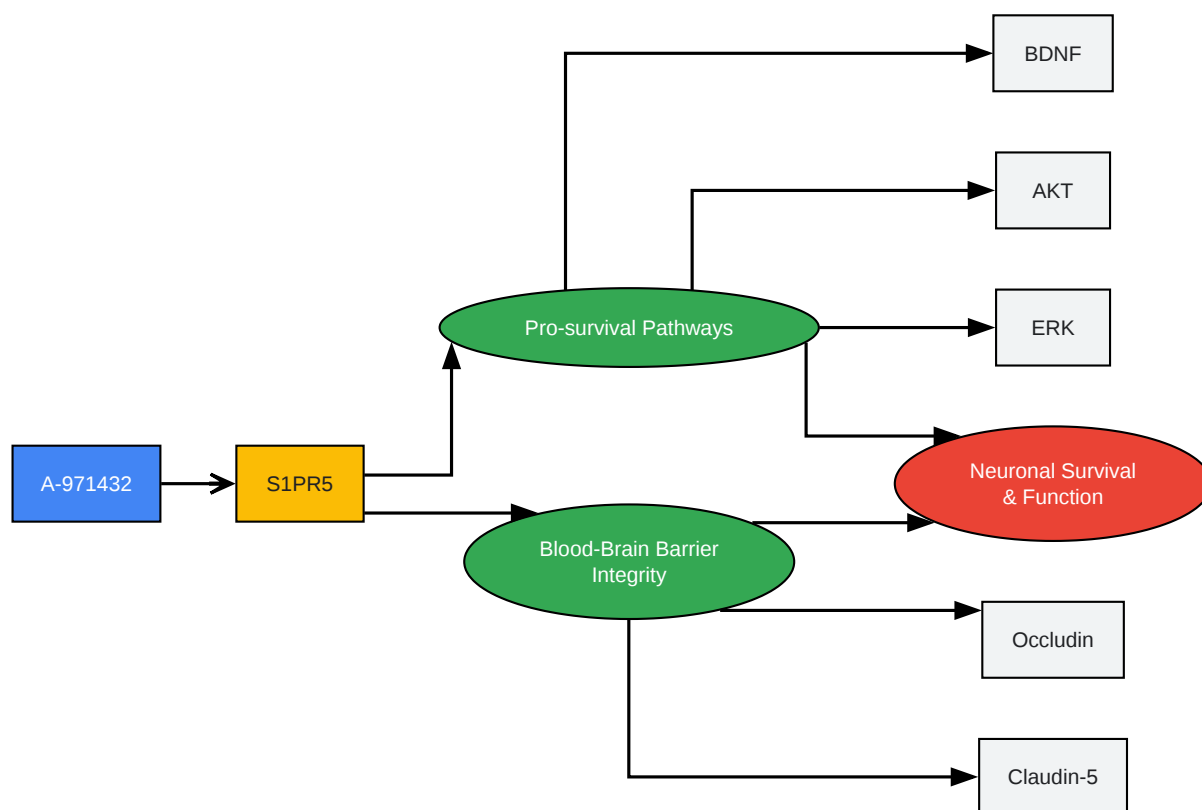 BDNF
AKT
Pro-survival Pathways
ERK
A-971432
S1PR5
Neuronal Survival
& Function
Blood-Brain Barrier
Integrity
Occludin
Claudin-5